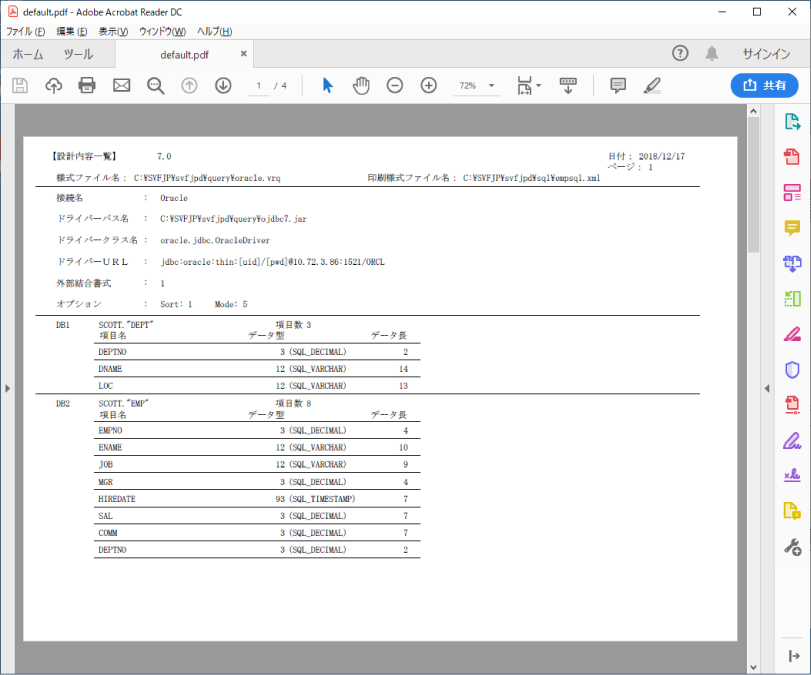 default.pdf - Adobe Acrobat Reader DC
ファイル(F) 編集(E) 表示(V) ウィンドウ(W) ヘルプ(H)
ホーム ツール default.pdf × サインイン
1 / 4 72% 共有
【設計内容一覧】 7.0 日付: 2018/12/17
ページ: 1
様式ファイル名: C:¥SVFJP¥svfjpd¥query¥oracle.vrq 印刷様式ファイル名: C:¥SVFJP¥svfjpd¥sql¥empsql.xml
接続名 : Oracle
ドライバーパス名 : C:¥SVFJP¥svfjpd¥query¥ojdbc7.jar
ドライバークラス名 : oracle.jdbc.OracleDriver
ドライバーURL : jdbc:oracle:thin:[uid]/[pwd]@10.72.3.86:1521/ORCL
外部結合書式 : 1
オプション : Sort: 1 Mode: 5
DB1 SCOTT."DEPT" 項目数 3
項目名 データ型 データ長
DEPTNO 3 (SQL_DECIMAL) 2
DNAME 12 (SQL_VARCHAR) 14
LOC 12 (SQL_VARCHAR) 13
DB2 SCOTT."EMP" 項目数 8
項目名 データ型 データ長
EMPNO 3 (SQL_DECIMAL) 4
ENAME 12 (SQL_VARCHAR) 10
JOB 12 (SQL_VARCHAR) 9
MGR 3 (SQL_DECIMAL) 4
HIREDATE 93 (SQL_TIMESTAMP) 7
SAL 3 (SQL_DECIMAL) 7
COMM 3 (SQL_DECIMAL) 7
DEPTNO 3 (SQL_DECIMAL) 2